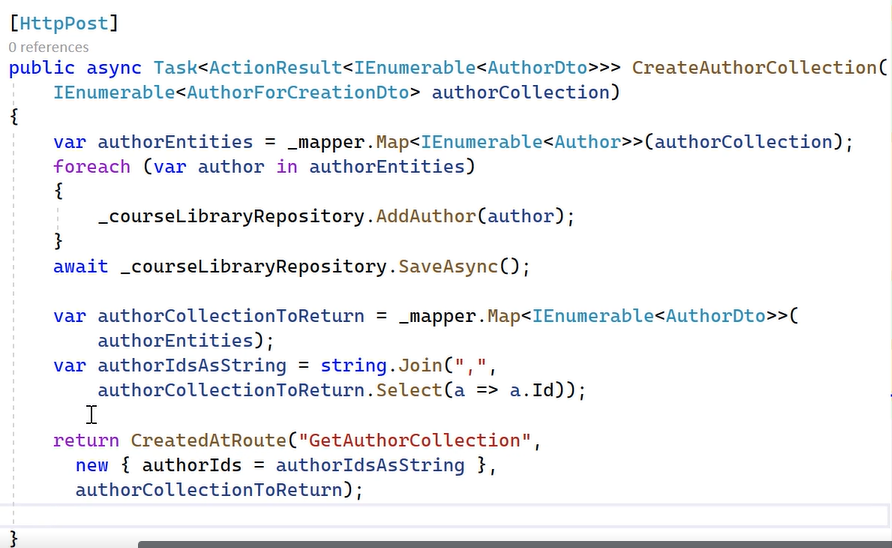 [HttpPost]
0 references
public async Task<ActionResult<IEnumerable<AuthorDto>>> CreateAuthorCollection(
    IEnumerable<AuthorForCreationDto> authorCollection)
{
    var authorEntities = _mapper.Map<IEnumerable<Author>>(authorCollection);
    foreach (var author in authorEntities)
    {
        _courseLibraryRepository.AddAuthor(author);
    }
    await _courseLibraryRepository.SaveAsync();
    var authorCollectionToReturn = _mapper.Map<IEnumerable<AuthorDto>>(
        authorEntities);
    var authorIdsAsString = string.Join(",",
        authorCollectionToReturn.Select(a => a.Id));
    return CreatedAtRoute("GetAuthorCollection",
      new { authorIds = authorIdsAsString },
      authorCollectionToReturn);
}